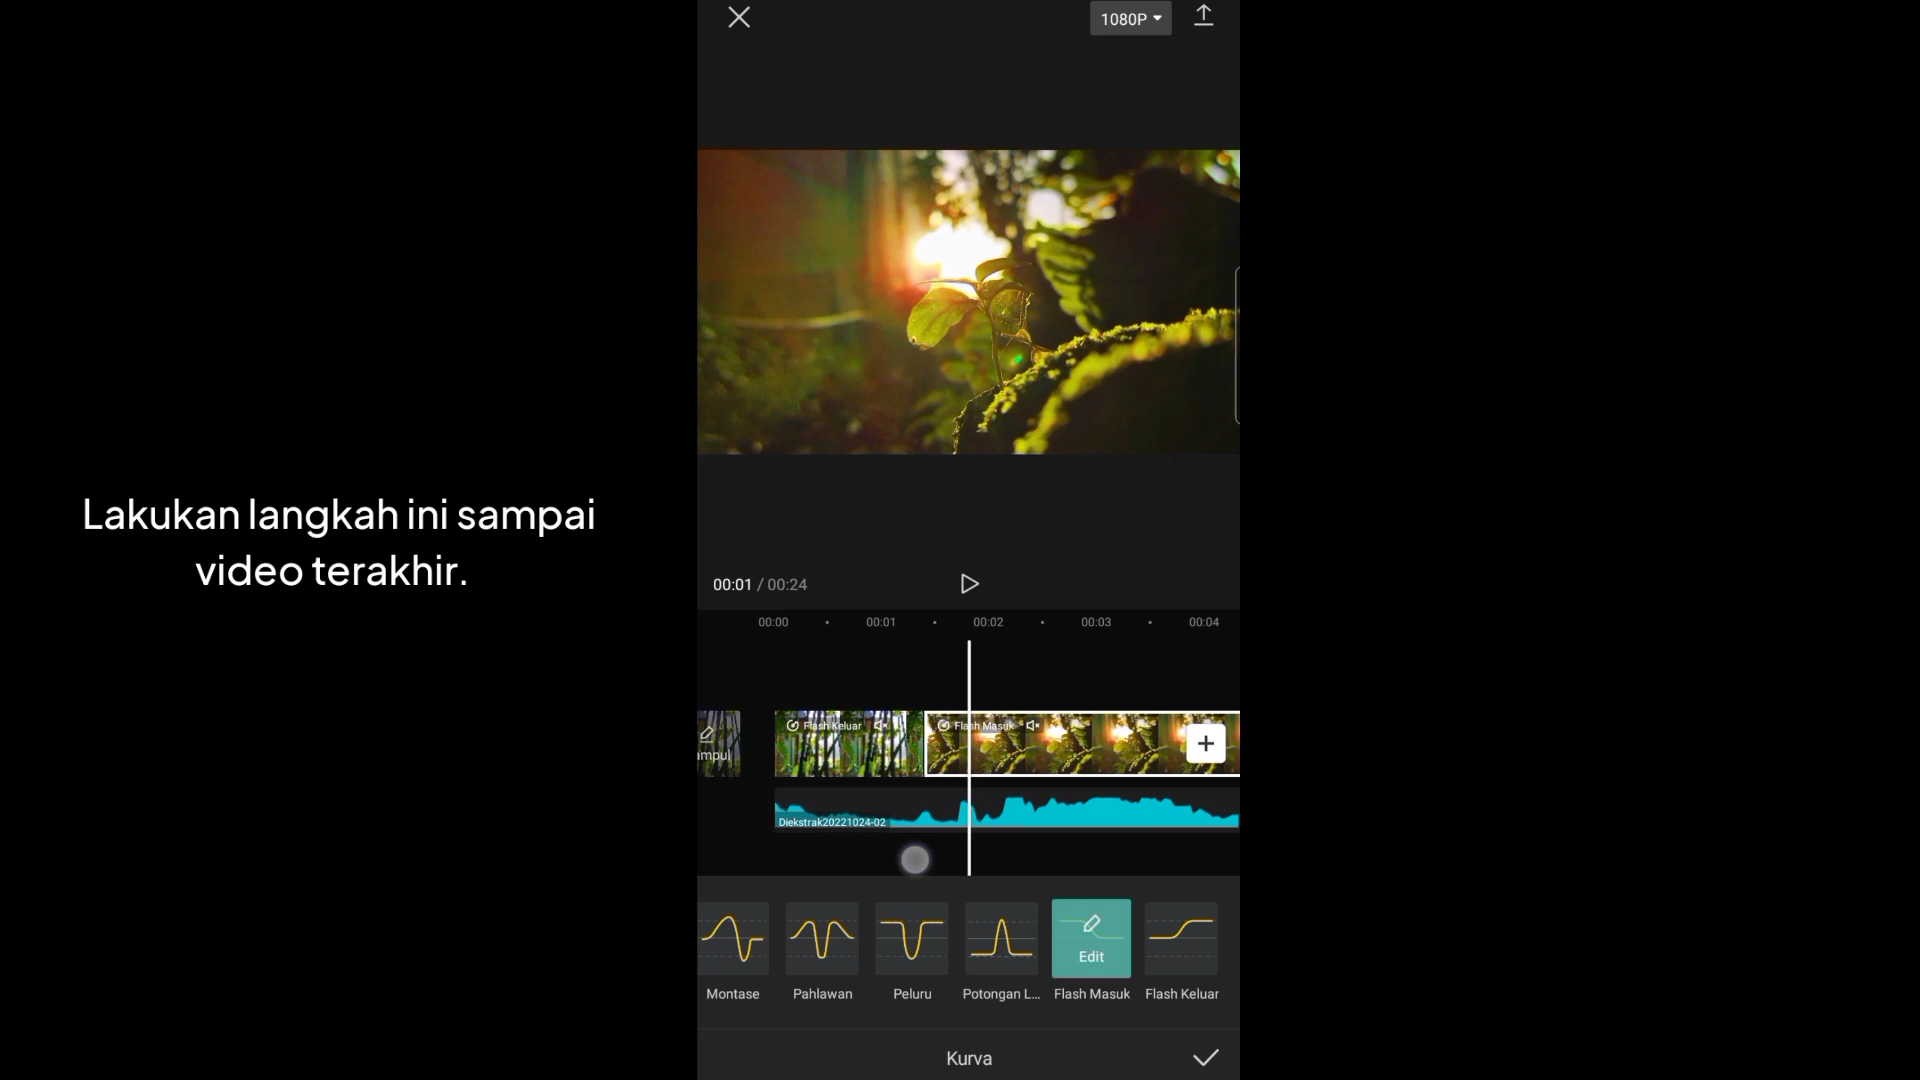 1080P
Lakukan langkah ini sampai
video terakhir.
00:01 / 00:24
00:00 00:01 00:02 00:03 00:04
Flash Keluar Flash Masuk
ampul
Diekstrak20221024-02
Edit
Montase Pahlawan Peluru Potongan L... Flash Masuk Flash Keluar
Kurva